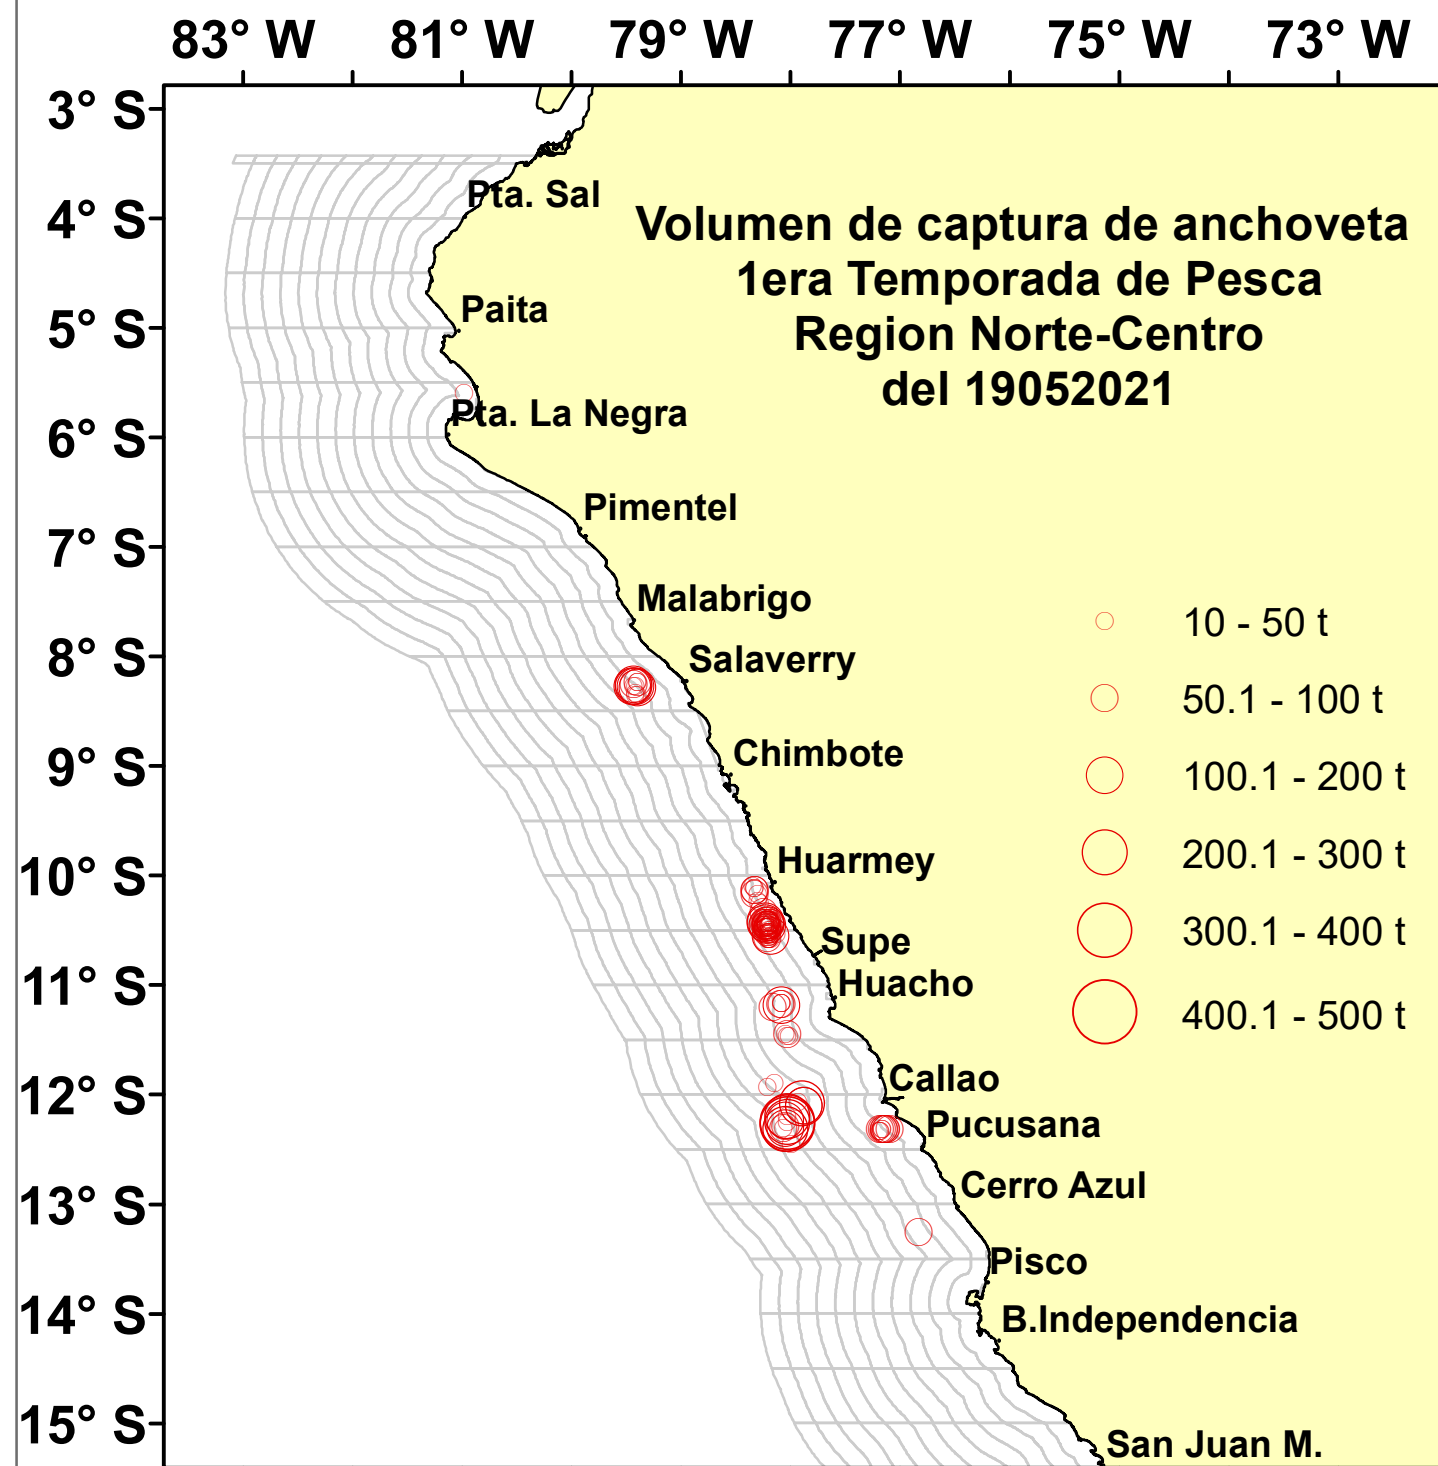 83° W 81° W 79° W 77° W 75° W 73° W
3° S
4° S
5° S
6° S
7° S
8° S
9° S
10° S
11° S
12° S
13° S
14° S
15° S
Volumen de captura de anchoveta
1era Temporada de Pesca
Region Norte-Centro
del 19052021
Pta. Sal
Paita
Pta. La Negra
Pimentel
Malabrigo
Salaverry
Chimbote
Huarmey
Supe
Huacho
Callao
Pucusana
Cerro Azul
Pisco
B.Independencia
San Juan M.
10 - 50 t
50.1 - 100 t
100.1 - 200 t
200.1 - 300 t
300.1 - 400 t
400.1 - 500 t